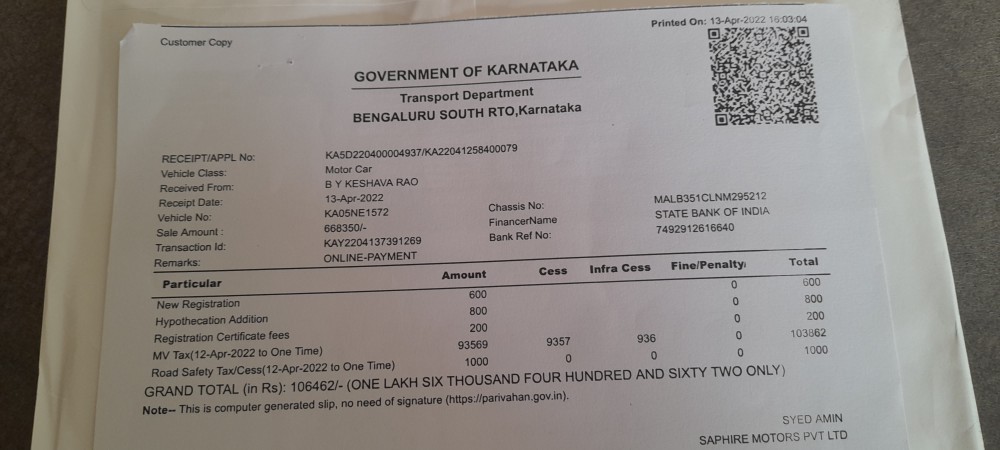 Printed On: 13-Apr-2022 16:03:04
Customer Copy
GOVERNMENT OF KARNATAKA
Transport Department
BENGALURU SOUTH RTO,Karnataka
RECEIPT/APPL No: KA5D220400004937/KA22041258400079
Vehicle Class: Motor Car
Received From: B Y KESHAVA RAO
Receipt Date: 13-Apr-2022
Vehicle No: KA05NE1572 Chassis No: MALB351CLNM295212
Sale Amount : 668350/- FinancerName STATE BANK OF INDIA
Transaction Id: KAY2204137391269 Bank Ref No: 7492912616640
Remarks: ONLINE-PAYMENT
Particular Amount Cess Infra Cess Fine/Penalty Total
New Registration 600 0 600
Hypothecation Addition 800 0 800
Registration Certificate fees 200 0 200
MV Tax(12-Apr-2022 to One Time) 93569 9357 936 0 103862
Road Safety Tax/Cess(12-Apr-2022 to One Time) 1000 0 0 0 1000
GRAND TOTAL (in Rs): 106462/- (ONE LAKH SIX THOUSAND FOUR HUNDRED AND SIXTY TWO ONLY)
Note-- This is computer generated slip, no need of signature (https://parivahan.gov.in).
SYED AMIN
SAPHIRE MOTORS PVT LTD